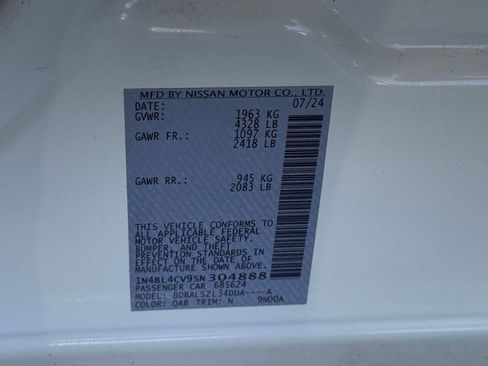 MFD BY NISSAN MOTOR CO., LTD.
DATE: 07/24
GVWR: 1963 KG
4328 LB
GAWR FR.: 1097 KG
2418 LB
GAWR RR.: 945 KG
2083 LB
THIS VEHICLE CONFORMS TO
ALL APPLICABLE FEDERAL
MOTOR VEHICLE SAFETY,
BUMPER, AND THEFT
PREVENTION STANDARDS IN
EFFECT ON THE DATE OF
MANUFACTURE SHOWN ABOVE.
1N4BL4CV9SN304888
PASSENGER CAR 685624
MODEL: BDBALSZL34DUA----A
COLOR: QAB TRIM: N 9N00A